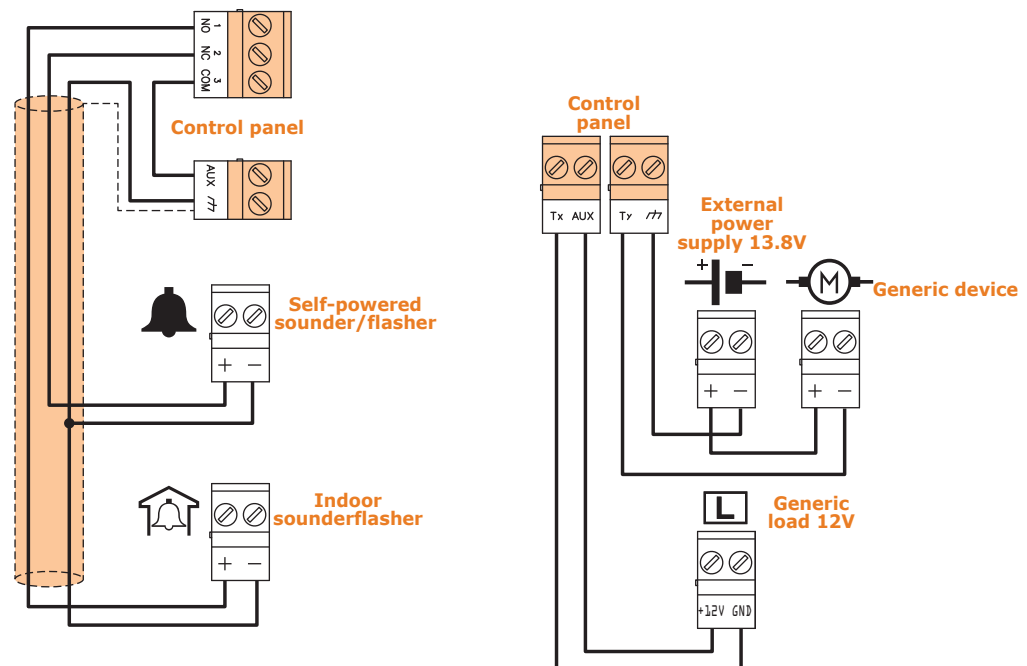 NO 1
NC 2
COM 3
Control panel
AUX
Self-powered
sounder/flasher
+ −
Indoor
sounderflasher
+ −
Control
panel
Tx AUX
Ty
External
power
supply 13.8V
+ −
M
Generic device
+ −
+ −
L
Generic
load 12V
+12V GND